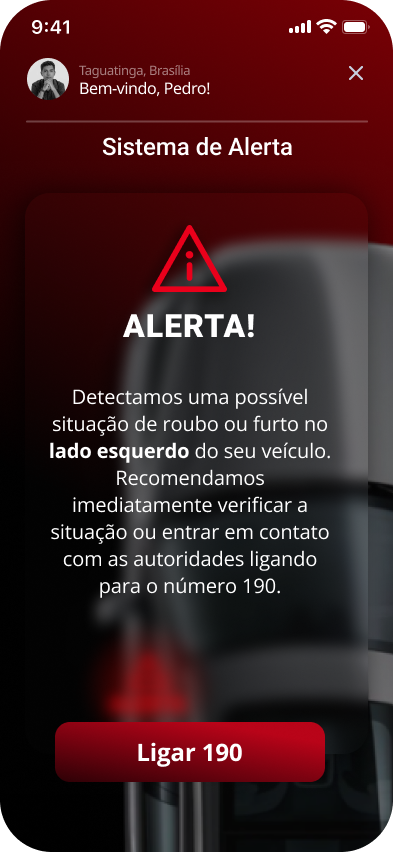 9:41
Taguatinga, Brasília
Bem-vindo, Pedro!
Sistema de Alerta
ALERTA!
Detectamos uma possível
situação de roubo ou furto no
lado esquerdo do seu veículo.
Recomendamos
imediatamente verificar a
situação ou entrar em contato
com as autoridades ligando
para o número 190.
Ligar 190